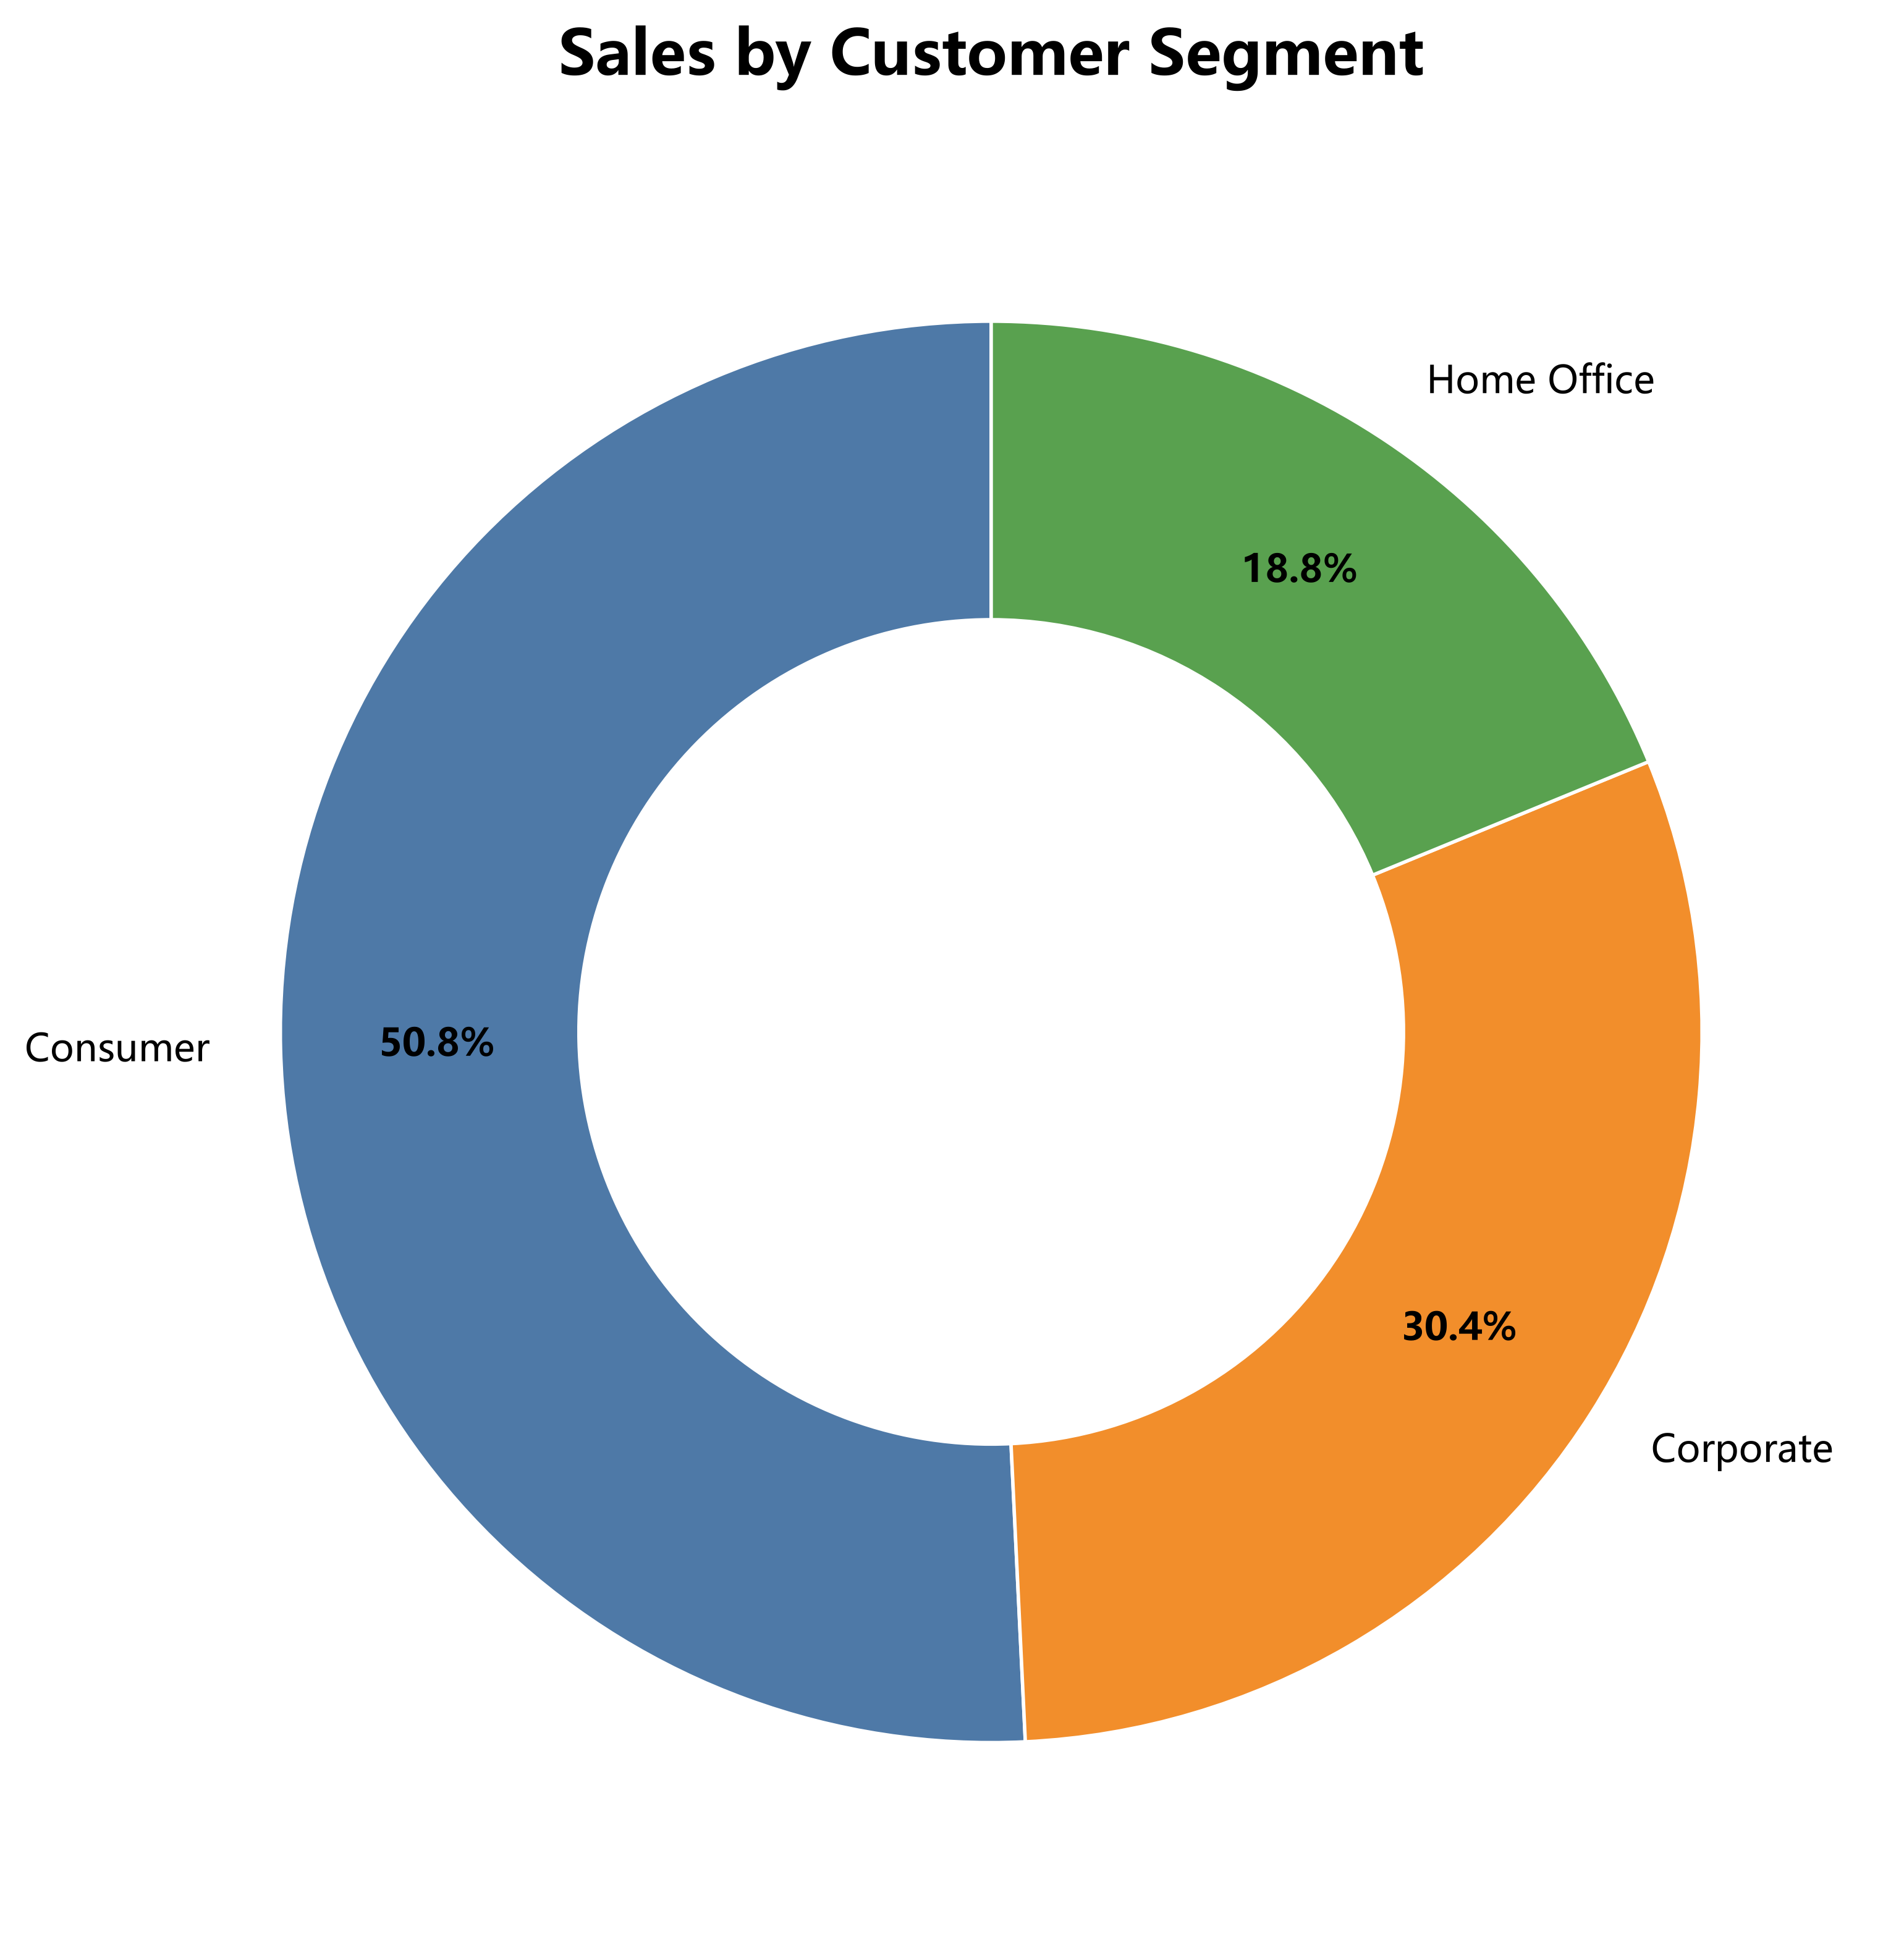 Sales by Customer Segment
Home Office
18.8%
Consumer
50.8%
30.4%
Corporate